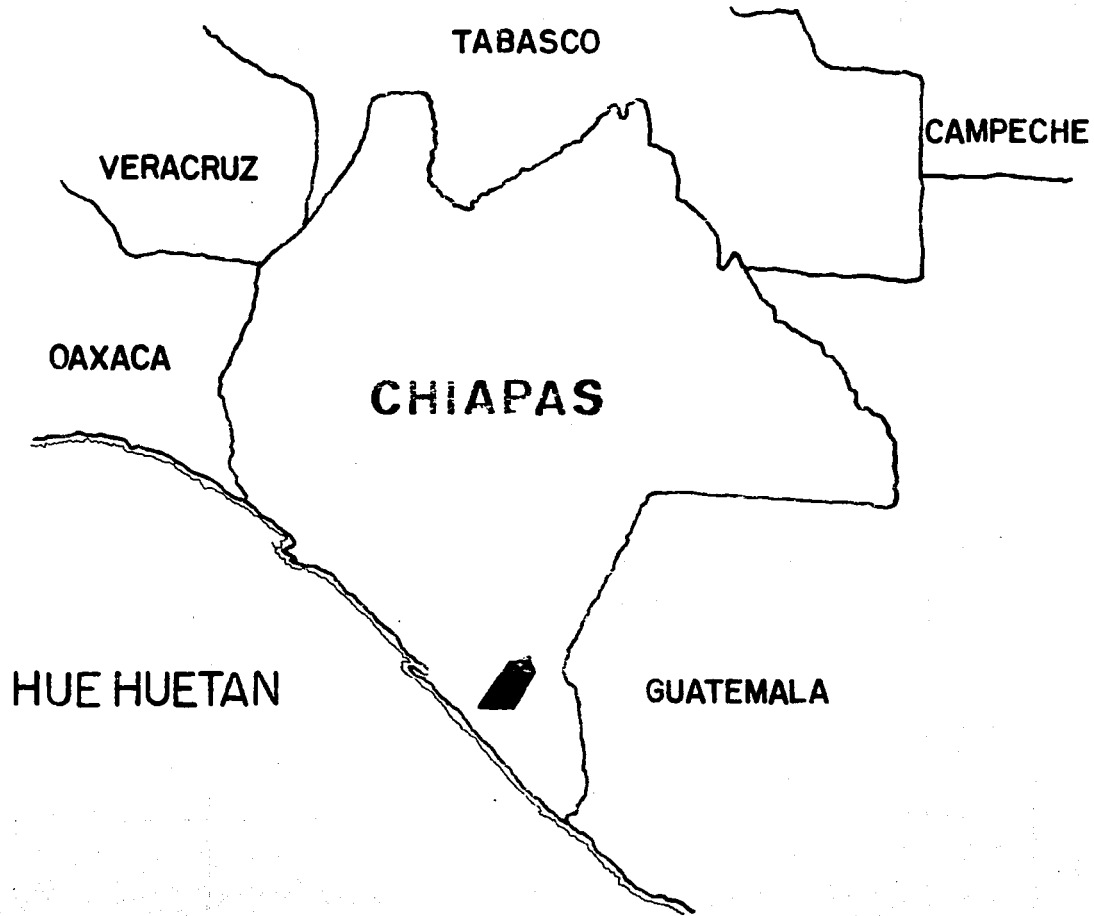 TABASCO
CAMPECHE
VERACRUZ
OAXACA
CHIAPAS
HUE HUETAN
GUATEMALA